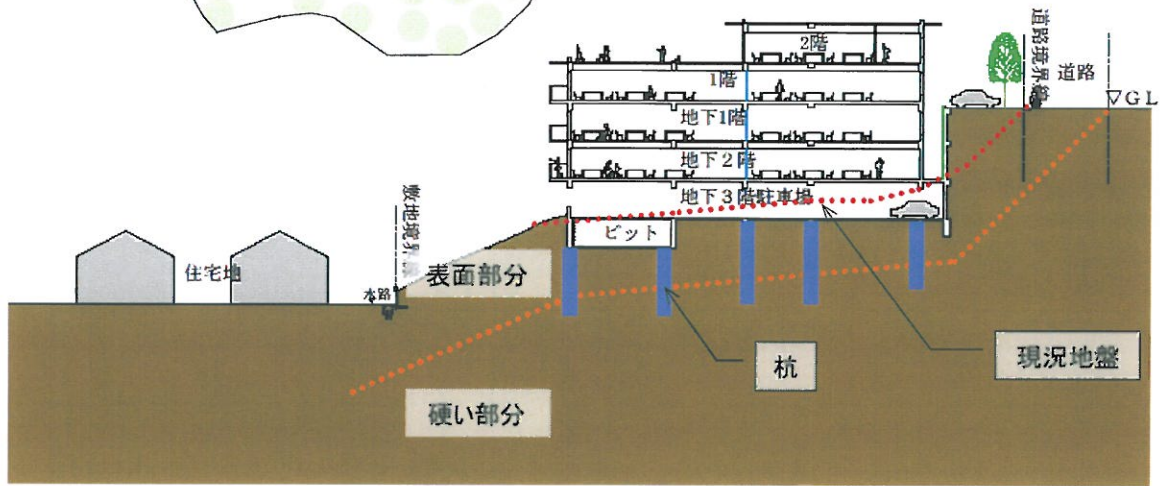 2階
道路境界線
道路
▽GL
1階
地下1階
地下2階
地下3階駐車場
ピット
敷地境界線
住宅地
水路
表面部分
杭
現況地盤
硬い部分